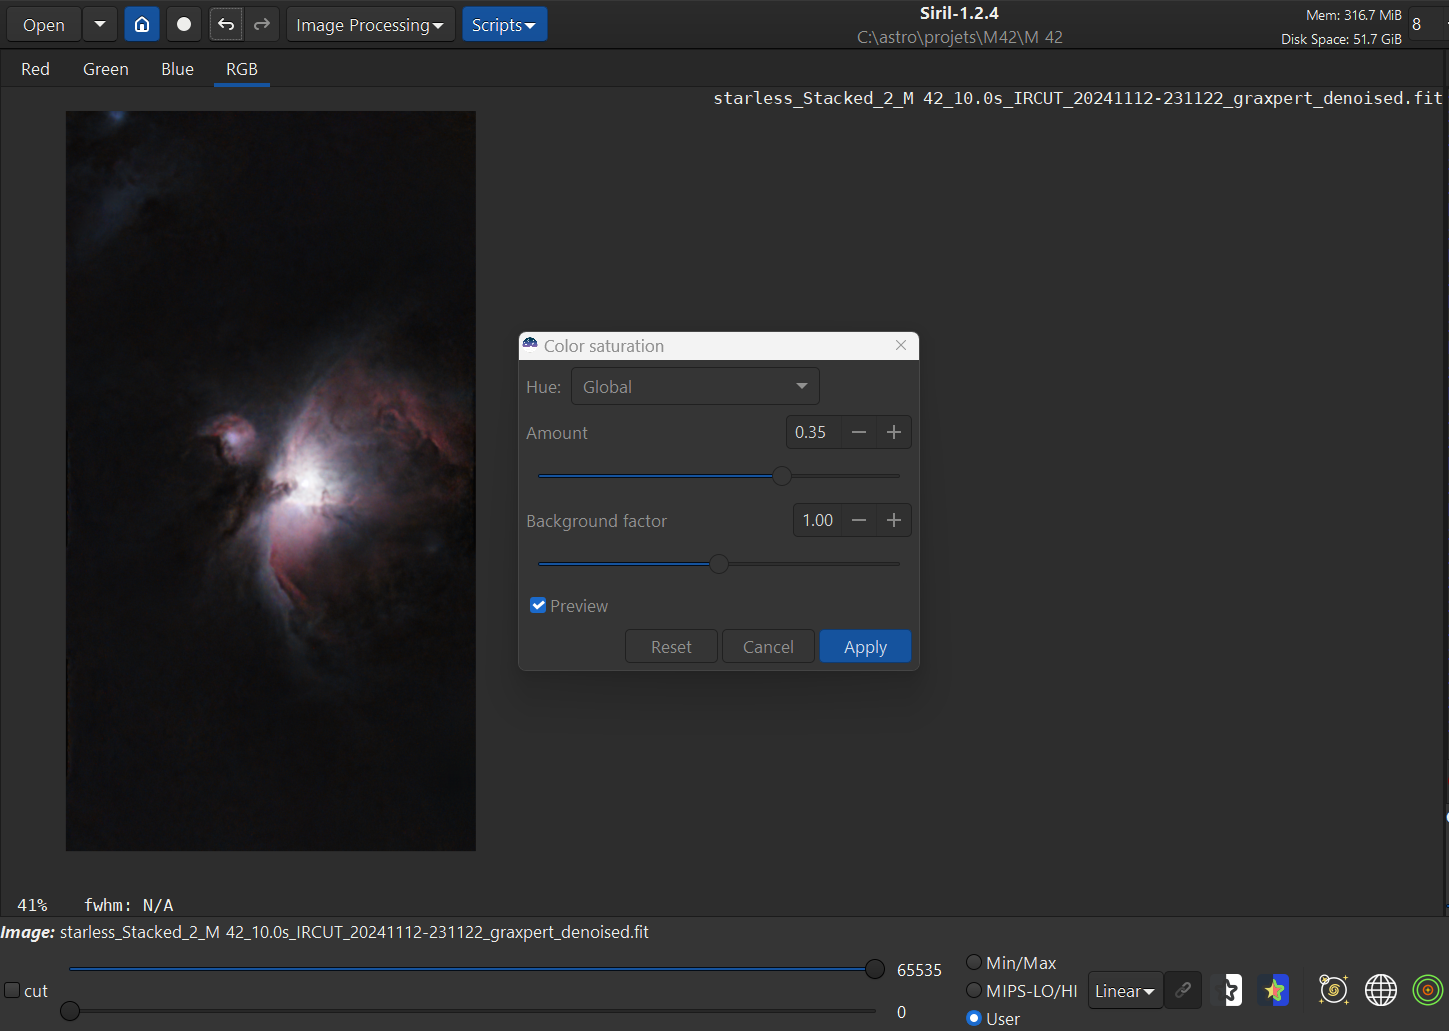 Open
Image Processing
Scripts
Siril-1.2.4
C:\astro\projets\M42\M 42
Mem: 316.7 MiB
Disk Space: 51.7 GiB
8
Red Green Blue RGB
starless_Stacked_2_M 42_10.0s_IRCUT_20241112-231122_graxpert_denoised.fit
Color saturation
Hue: Global
Amount 0.35
Background factor 1.00
Preview
Reset Cancel Apply
41% fwhm: N/A
Image: starless_Stacked_2_M 42_10.0s_IRCUT_20241112-231122_graxpert_denoised.fit
65535
cut
0
Min/Max
MIPS-LO/HI
User
Linear